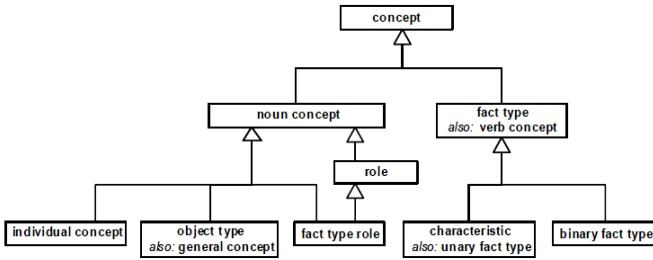 concept
noun concept
fact type
also: verb concept
role
individual concept
object type
also: general concept
fact type role
characteristic
also: unary fact type
binary fact type